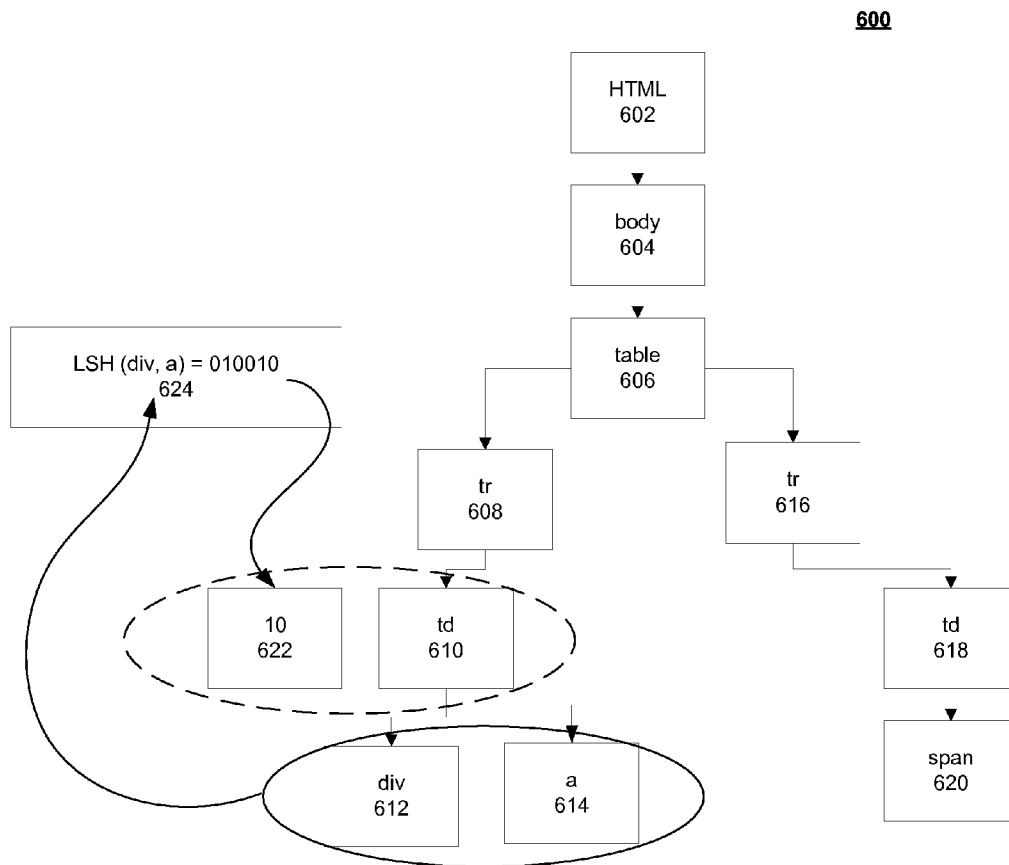 600
HTML
602
body
604
table
606
LSH (div, a) = 010010
624
tr
608
tr
616
10
622
td
610
td
618
div
612
a
614
span
620